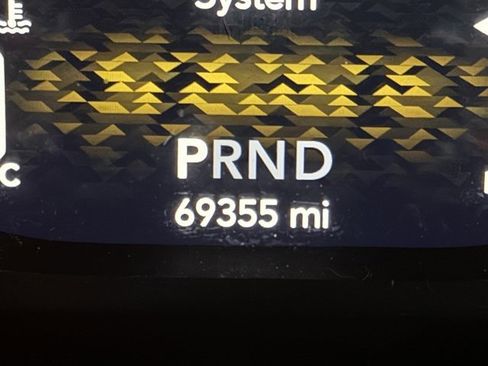 System
PRND
69355 mi
C